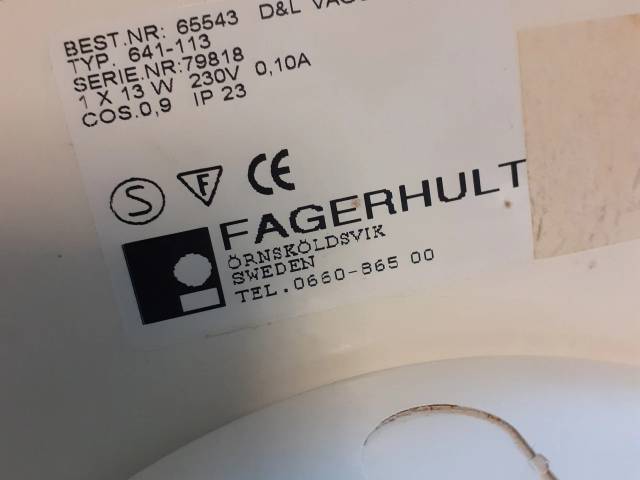 BEST.NR: 65543 D&L
TYP. 641-113
SERIE.NR:79818
1 X 13 W 230V 0,10A
COS.0,9 IP 23
S F CE
FAGERHULT
ÖRNSKÖLDSVIK
SWEDEN
TEL.0660-865 00